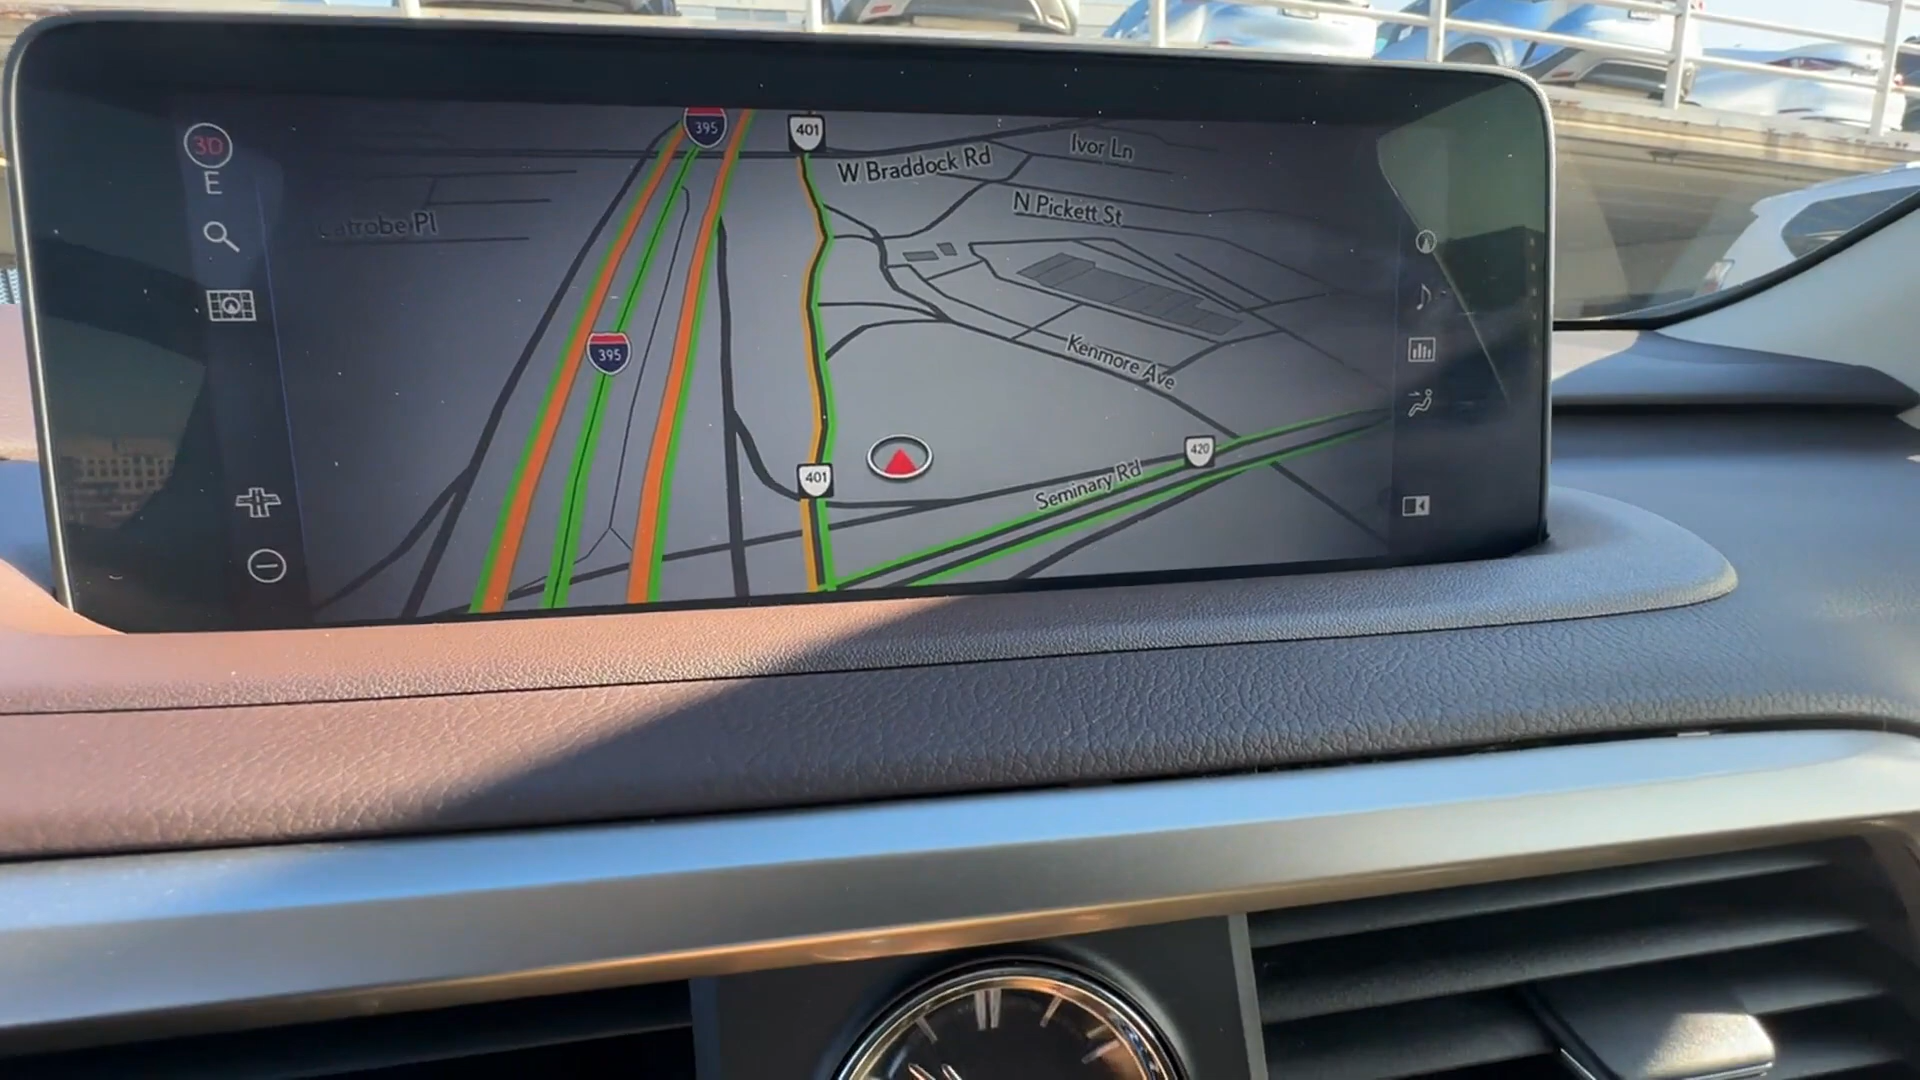 3D
E
395
401
W Braddock Rd
Ivor Ln
N Pickett St
395
Kenmore Ave
420
401
Seminary Rd